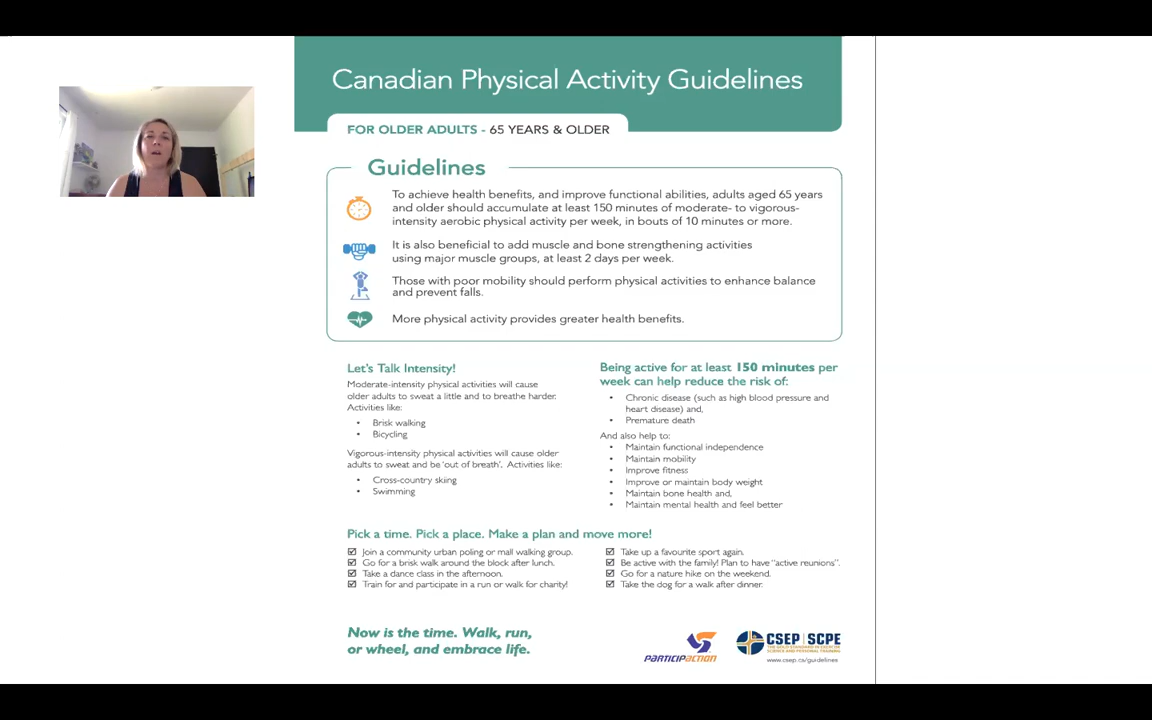 Canadian Physical Activity Guidelines
FOR OLDER ADULTS - 65 YEARS & OLDER
Guidelines
To achieve health benefits, and improve functional abilities, adults aged 65 years
and older should accumulate at least 150 minutes of moderate- to vigorous-
intensity aerobic physical activity per week, in bouts of 10 minutes or more.
It is also beneficial to add muscle and bone strengthening activities
using major muscle groups, at least 2 days per week.
Those with poor mobility should perform physical activities to enhance balance
and prevent falls.
More physical activity provides greater health benefits.
Let's Talk Intensity!
Moderate-intensity physical activities will cause
older adults to sweat a little and to breathe harder.
Activities like:
• Brisk walking
• Bicycling
Vigorous-intensity physical activities will cause older
adults to sweat and be 'out of breath'. Activities like:
• Cross-country skiing
• Swimming
Being active for at least 150 minutes per
week can help reduce the risk of:
• Chronic disease (such as high blood pressure and
heart disease) and,
• Premature death
And also help to:
• Maintain functional independence
• Maintain mobility
• Improve fitness
• Improve or maintain body weight
• Maintain bone health and,
• Maintain mental health and feel better
Pick a time. Pick a place. Make a plan and move more!
☑ Join a community urban poling or mall walking group.
☑ Go for a brisk walk around the block after lunch.
☑ Take a dance class in the afternoon.
☑ Train for and participate in a run or walk for charity!
☑ Take up a favourite sport again.
☑ Be active with the family! Plan to have "active reunions".
☑ Go for a nature hike on the weekend.
☑ Take the dog for a walk after dinner.
Now is the time. Walk, run,
or wheel, and embrace life.
PARTICIPACTION
CSEP | SCPE
THE GOLD STANDARD IN EXERCISE
SCIENCE AND PERSONAL TRAINING
www.csep.ca/guidelines